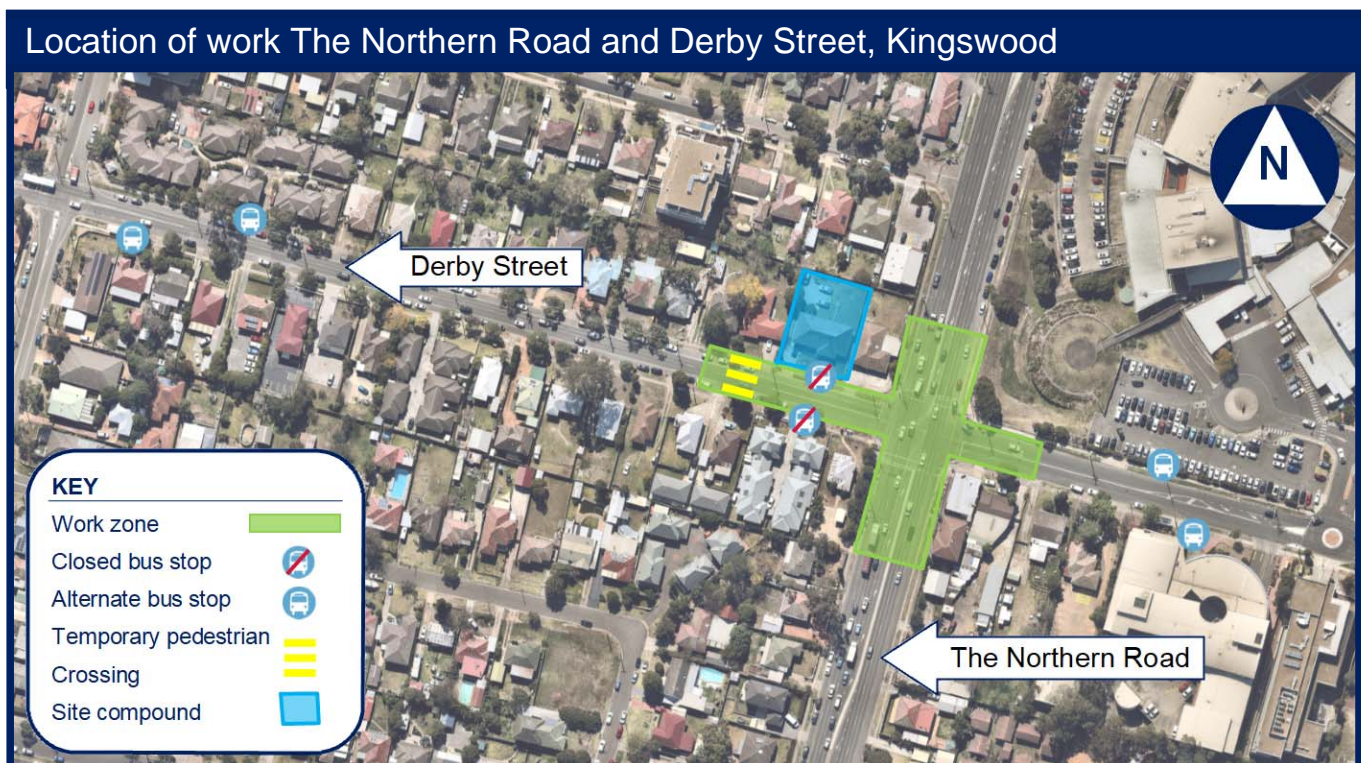 Location of work The Northern Road and Derby Street, Kingswood
N
Derby Street
The Northern Road
KEY
Work zone
Closed bus stop
Alternate bus stop
Temporary pedestrian
Crossing
Site compound